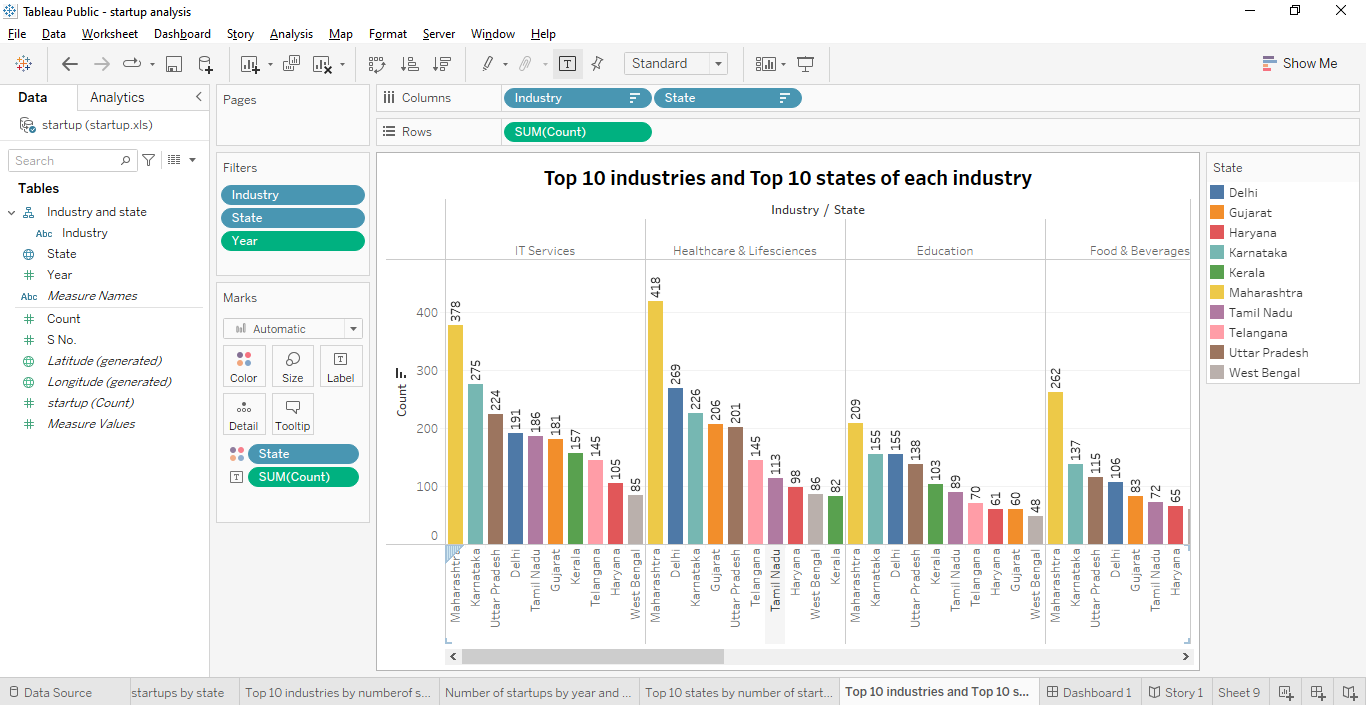 Tableau Public - startup analysis
File Data Worksheet Dashboard Story Analysis Map Format Server Window Help
Standard
Show Me
Data Analytics
startup (startup.xls)
Search
Tables
Industry and state
Abc Industry
State
Year
Abc Measure Names
Count
S No.
Latitude (generated)
Longitude (generated)
startup (Count)
Measure Values
Pages
Filters
Industry
State
Year
Marks
Automatic
Color Size Label
Detail Tooltip
State
SUM(Count)
Columns Industry State
Rows SUM(Count)
Top 10 industries and Top 10 states of each industry
Industry / State
IT Services Healthcare & Lifesciences Education Food & Beverages
Count
400
300
200
100
0
378 275 224 191 186 181 157 145 105 85
418 269 226 206 201 145 113 98 86 82
209 155 155 138 103 89 70 61 60 48
262 137 115 106 83 72 65
Maharashtra Karnataka Uttar Pradesh Delhi Tamil Nadu Gujarat Kerala Telangana Haryana West Bengal
Maharashtra Delhi Karnataka Gujarat Uttar Pradesh Telangana Tamil Nadu Haryana West Bengal Kerala
Maharashtra Karnataka Delhi Uttar Pradesh Kerala Tamil Nadu Telangana Haryana Gujarat West Bengal
Maharashtra Karnataka Uttar Pradesh Delhi Gujarat Tamil Nadu Haryana
State
Delhi
Gujarat
Haryana
Karnataka
Kerala
Maharashtra
Tamil Nadu
Telangana
Uttar Pradesh
West Bengal
Data Source startups by state Top 10 industries by numberof s... Number of startups by year and ... Top 10 states by number of start... Top 10 industries and Top 10 s... Dashboard 1 Story 1 Sheet 9